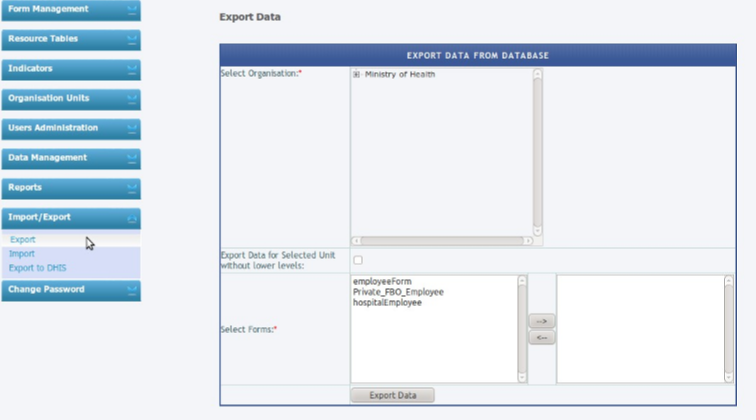 Form Management
Resource Tables
Indicators
Organisation Units
Users Administration
Data Management
Reports
Import/Export
Export
Import
Export to DHIS
Change Password
Export Data
EXPORT DATA FROM DATABASE
Select Organisation:*
Ministry of Health
Export Data for Selected Unit
without lower levels:
Select Forms:*
employeeForm
Private_FBO_Employee
hospitalEmployee
-->
<--
Export Data